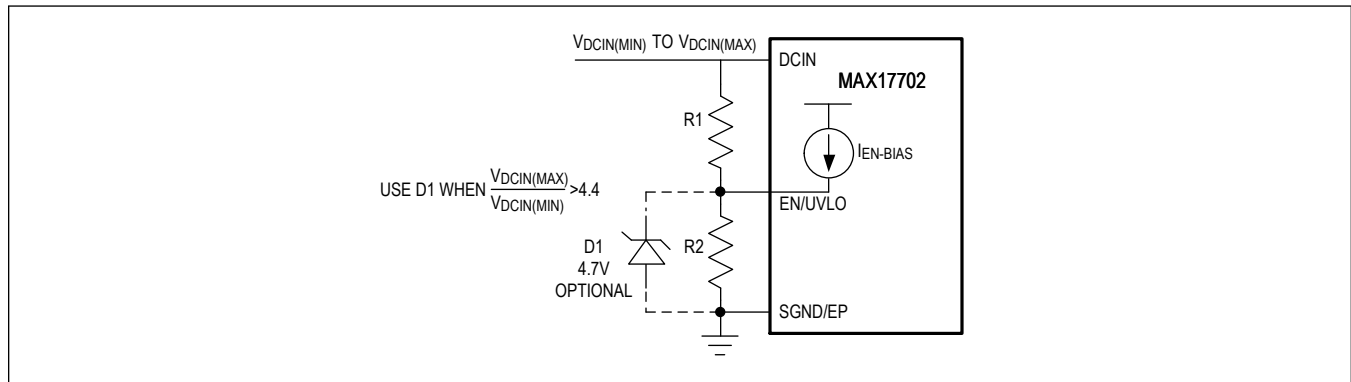 VDCIN(MIN) TO VDCIN(MAX)
DCIN
MAX17702
R1
IEN-BIAS
USE D1 WHEN VDCIN(MAX)/VDCIN(MIN) >4.4
EN/UVLO
D1
4.7V
OPTIONAL
R2
SGND/EP